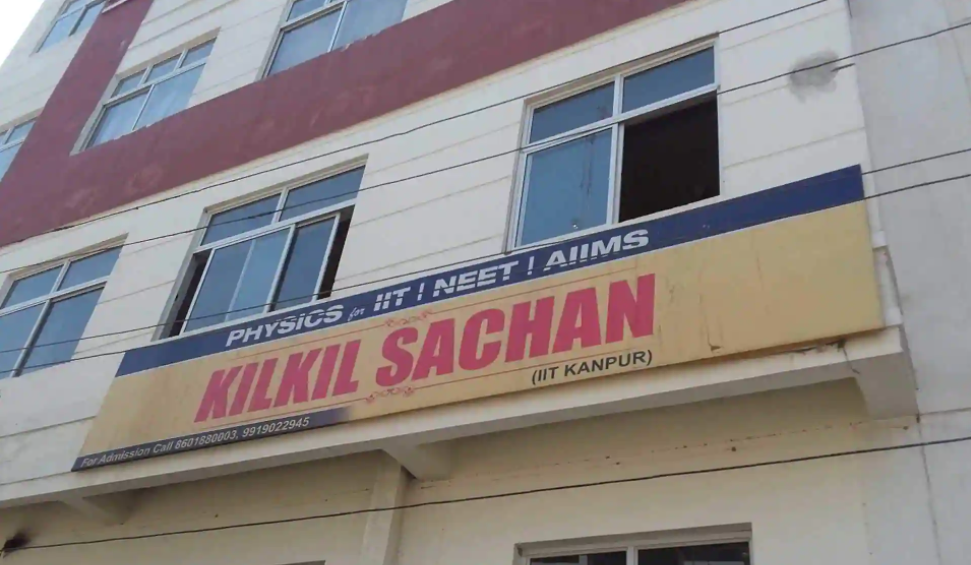 PHYSICS for IIT | NEET | AIIMS
KILKIL SACHAN
(IIT KANPUR)
For Admission Call 8601880003, 9919022945